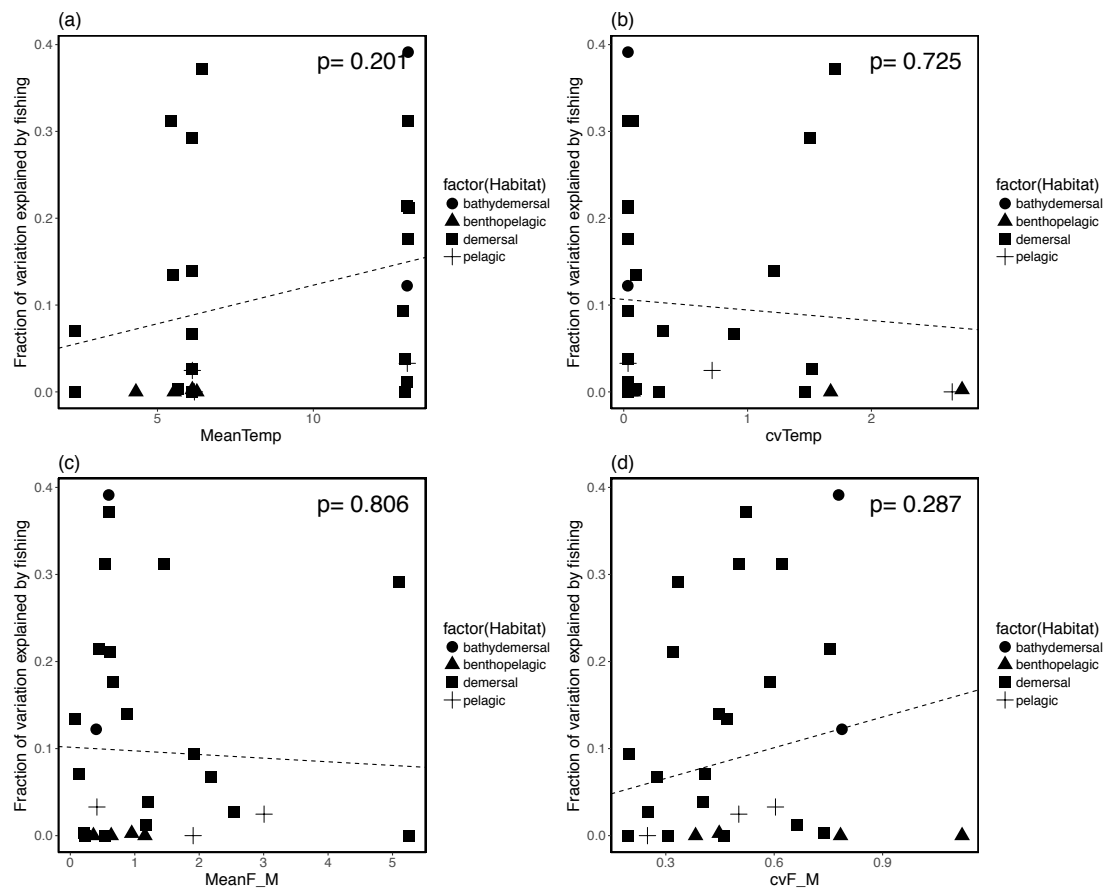 (a)
p= 0.201
Fraction of variation explained by fishing
0.4
0.3
0.2
0.1
0.0
5
10
MeanTemp
factor(Habitat)
bathydemersal
benthopelagic
demersal
pelagic
(b)
p= 0.725
Fraction of variation explained by fishing
0.4
0.3
0.2
0.1
0.0
0
1
2
cvTemp
factor(Habitat)
bathydemersal
benthopelagic
demersal
pelagic
(c)
p= 0.806
Fraction of variation explained by fishing
0.4
0.3
0.2
0.1
0.0
0
1
2
3
4
5
MeanF_M
factor(Habitat)
bathydemersal
benthopelagic
demersal
pelagic
(d)
p= 0.287
Fraction of variation explained by fishing
0.4
0.3
0.2
0.1
0.0
0.3
0.6
0.9
cvF_M
factor(Habitat)
bathydemersal
benthopelagic
demersal
pelagic